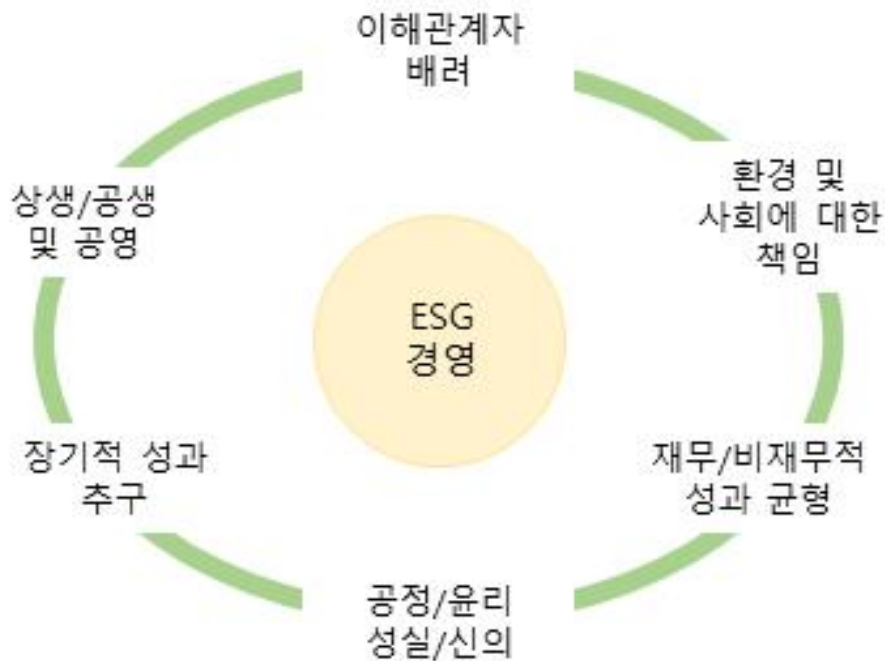 이해관계자
배려
환경 및
사회에 대한
책임
재무/비재무적
성과 균형
공정/윤리
성실/신의
장기적 성과
추구
상생/공생
및 공영
ESG
경영